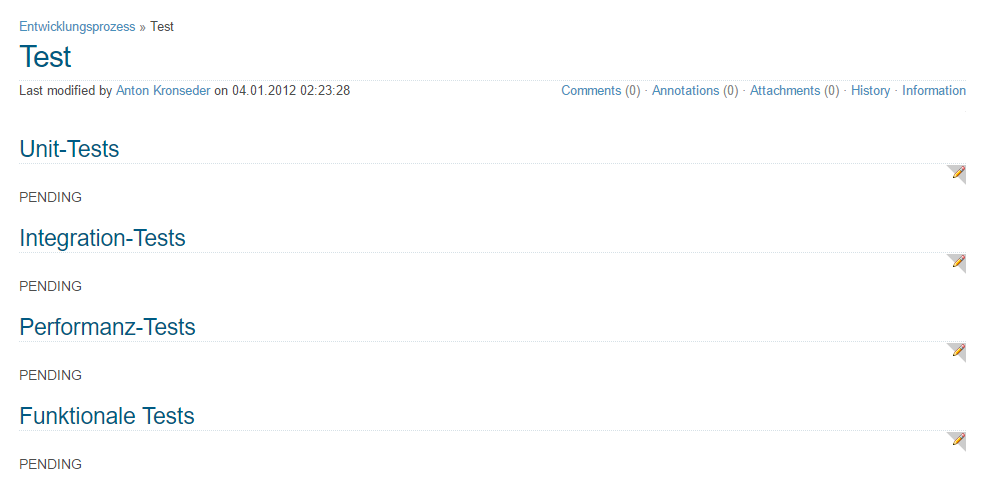 Entwicklungsprozess » Test
Test
Last modified by Anton Kronseder on 04.01.2012 02:23:28 Comments (0) · Annotations (0) · Attachments (0) · History · Information
Unit-Tests
PENDING
Integration-Tests
PENDING
Performanz-Tests
PENDING
Funktionale Tests
PENDING